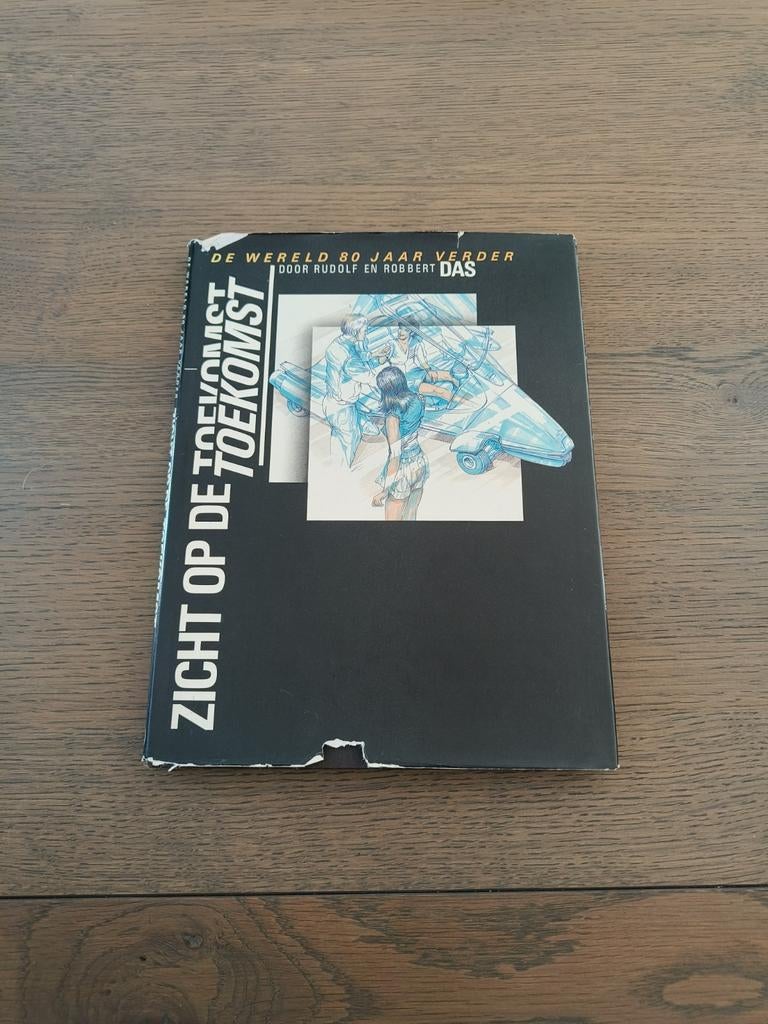 DE WERELD 80 JAAR VERDER
DOOR RUDOLF EN ROBBERT DAS
ZICHT OP DE TOEKOMST
TOEKOMST